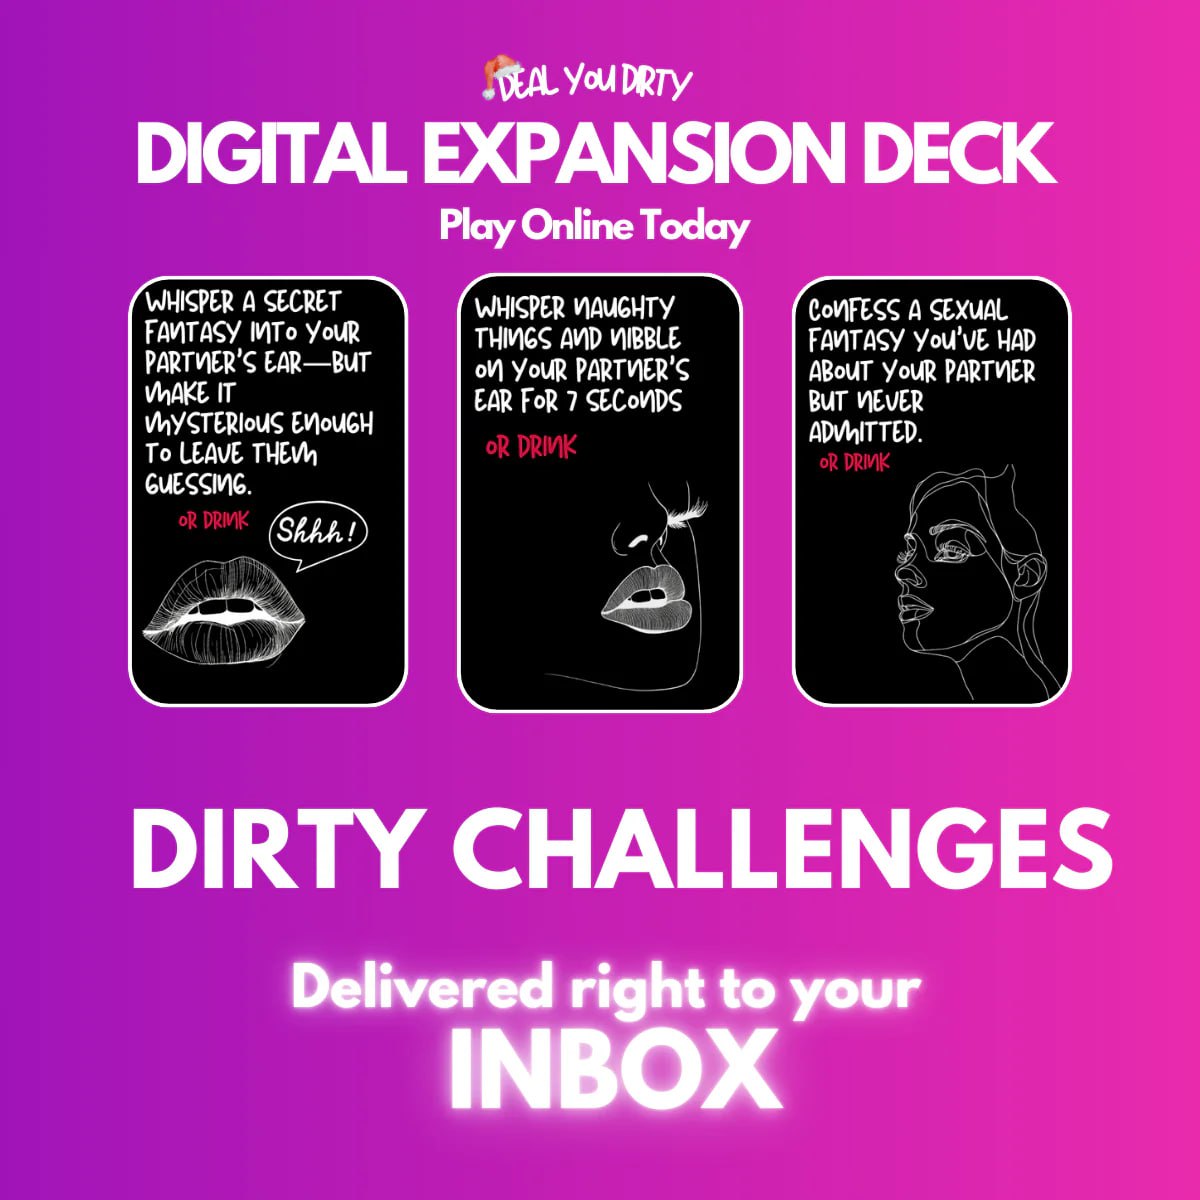 DEAL YOU DIRTY
DIGITAL EXPANSION DECK
Play Online Today
WHISPER A SECRET
FANTASY INTO YOUR
PARTNER'S EAR—BUT
MAKE IT
MYSTERIOUS ENOUGH
TO LEAVE THEM
GUESSING.
OR DRINK
Shhh!
WHISPER NAUGHTY
THINGS AND NIBBLE
ON YOUR PARTNER'S
EAR FOR 7 SECONDS
OR DRINK
CONFESS A SEXUAL
FANTASY YOU'VE HAD
ABOUT YOUR PARTNER
BUT NEVER
ADMITTED.
OR DRINK
DIRTY CHALLENGES
Delivered right to your
INBOX